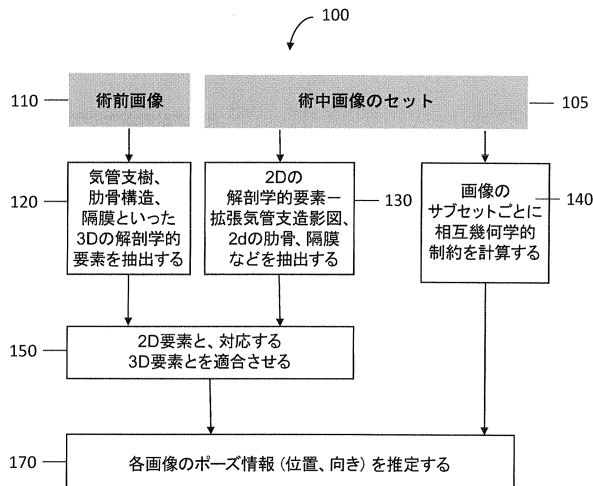 100
110
術前画像
術中画像のセット
105
120
気管支樹、
肋骨構造、
隔膜といった
3Dの解剖学的
要素を抽出する
2Dの
解剖学的要素－
拡張気管支造影図、
2dの肋骨、隔膜
などを抽出する
130
画像の
サブセットごとに
相互幾何学的
制約を計算する
140
150
2D要素と、対応する
3D要素とを適合させる
170
各画像のポーズ情報（位置、向き）を推定する